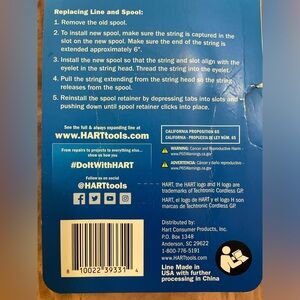 Replacing Line and Spool:
1. Remove the old spool.
2. To install new spool, make sure the string is captured in the
slot on the new spool. Make sure the end of the string is
extended approximately 6".
3. Install the new spool so that the string and slot align with the
eyelet in the string head. Thread the string into the eyelet.
4. Pull the string extending from the string head so the string
releases from the spool.
5. Reinstall the spool retainer by depressing tabs into slots and
pushing down until spool retainer clicks into place.
See the full & always expanding line at
www.HARTtools.com
From repairs to projects to everything else...
show us how you
#DoItWithHART
Follow us on social
@HARTtools
8 10022 39331 4
CALIFORNIA PROPOSITION 65
CALIFORNIA - PROPUESTA DE LEY NÚM. 65
WARNING: Cancer and Reproductive Harm -
www.P65Warnings.ca.gov
ADVERTENCIA: Cáncer y daño reproductivo -
www.P65Warnings.ca.gov
HART, the HART logo and H logo are
trademarks of Techtronic Cordless GP.
HART, el logo de HART y el logo H son
marcas de Techtronic Cordless GP.
Distributed by:
Hart Consumer Products, Inc.
P.O. Box 1348
Anderson, SC 29622
1-800-776-5191
www.HARTtools.com
Line Made in
USA with further
processing in China